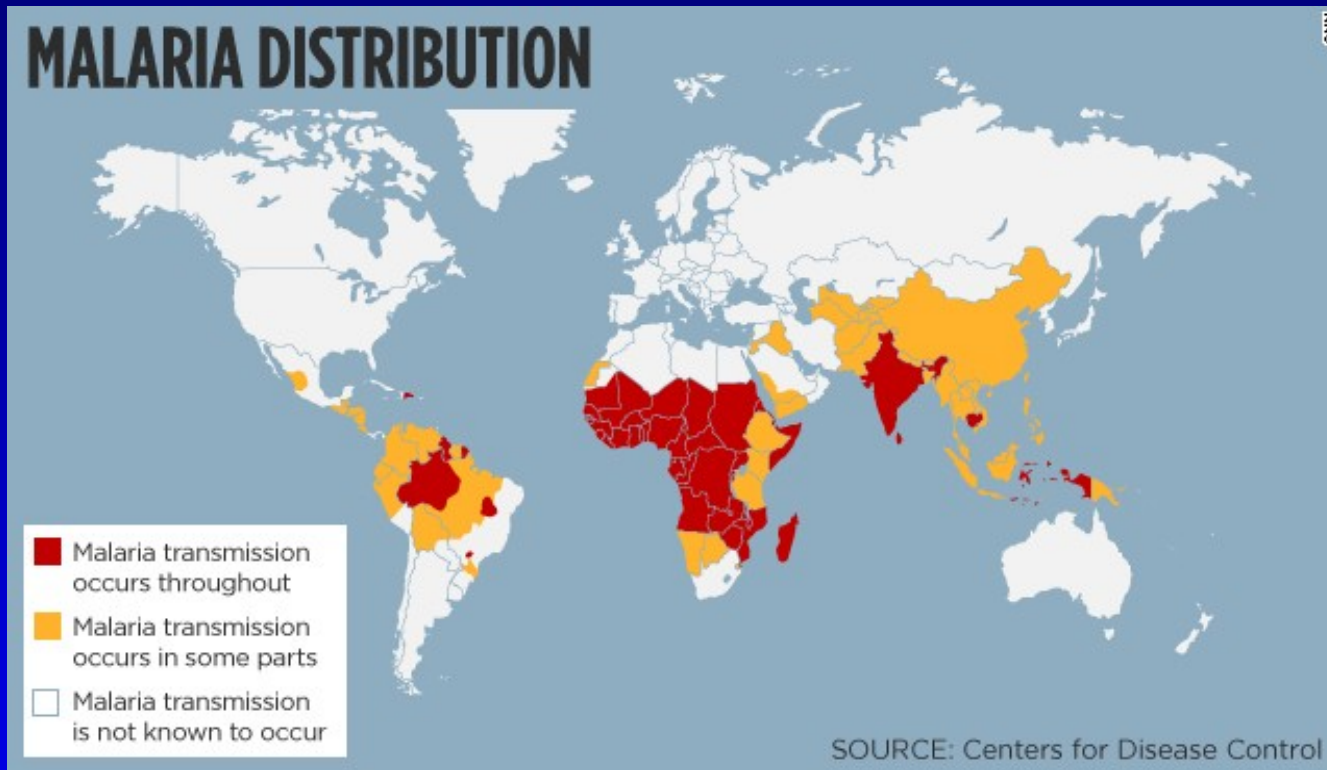 MALARIA DISTRIBUTION
Malaria transmission
occurs throughout
Malaria transmission
occurs in some parts
Malaria transmission
is not known to occur
SOURCE: Centers for Disease Control